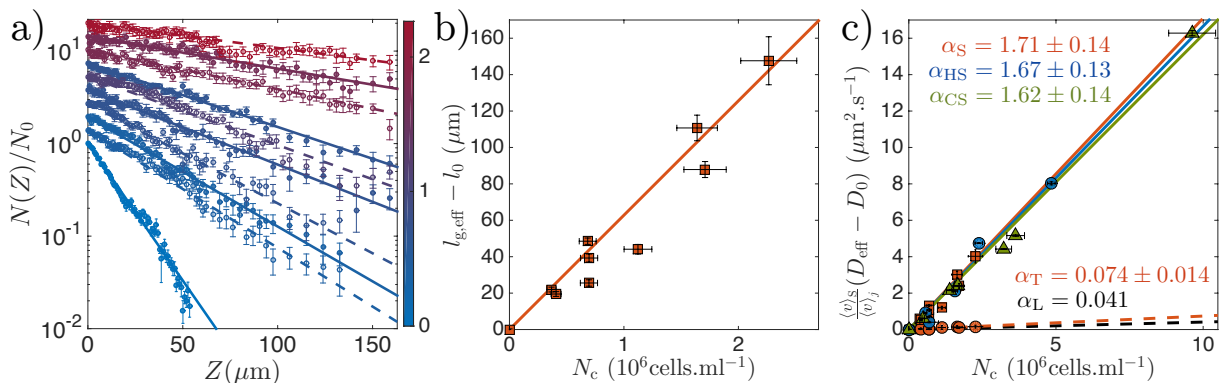 a)
10^1
10^0
10^-1
10^-2
N(Z)/N_0
0
50
100
150
Z(μm)
2
1
0
b)
160
140
120
100
80
60
40
20
0
l_g,eff − l_0 (μm)
0
1
2
N_c (10^6cells.ml^−1)
c)
16
14
12
10
8
6
4
2
0
⟨v⟩_S/⟨v⟩_j (D_eff − D_0) (μm^2.s^−1)
α_S = 1.71 ± 0.14
α_HS = 1.67 ± 0.13
α_CS = 1.62 ± 0.14
α_T = 0.074 ± 0.014
α_L = 0.041
0
2
4
6
8
10
N_c (10^6cells.ml^−1)